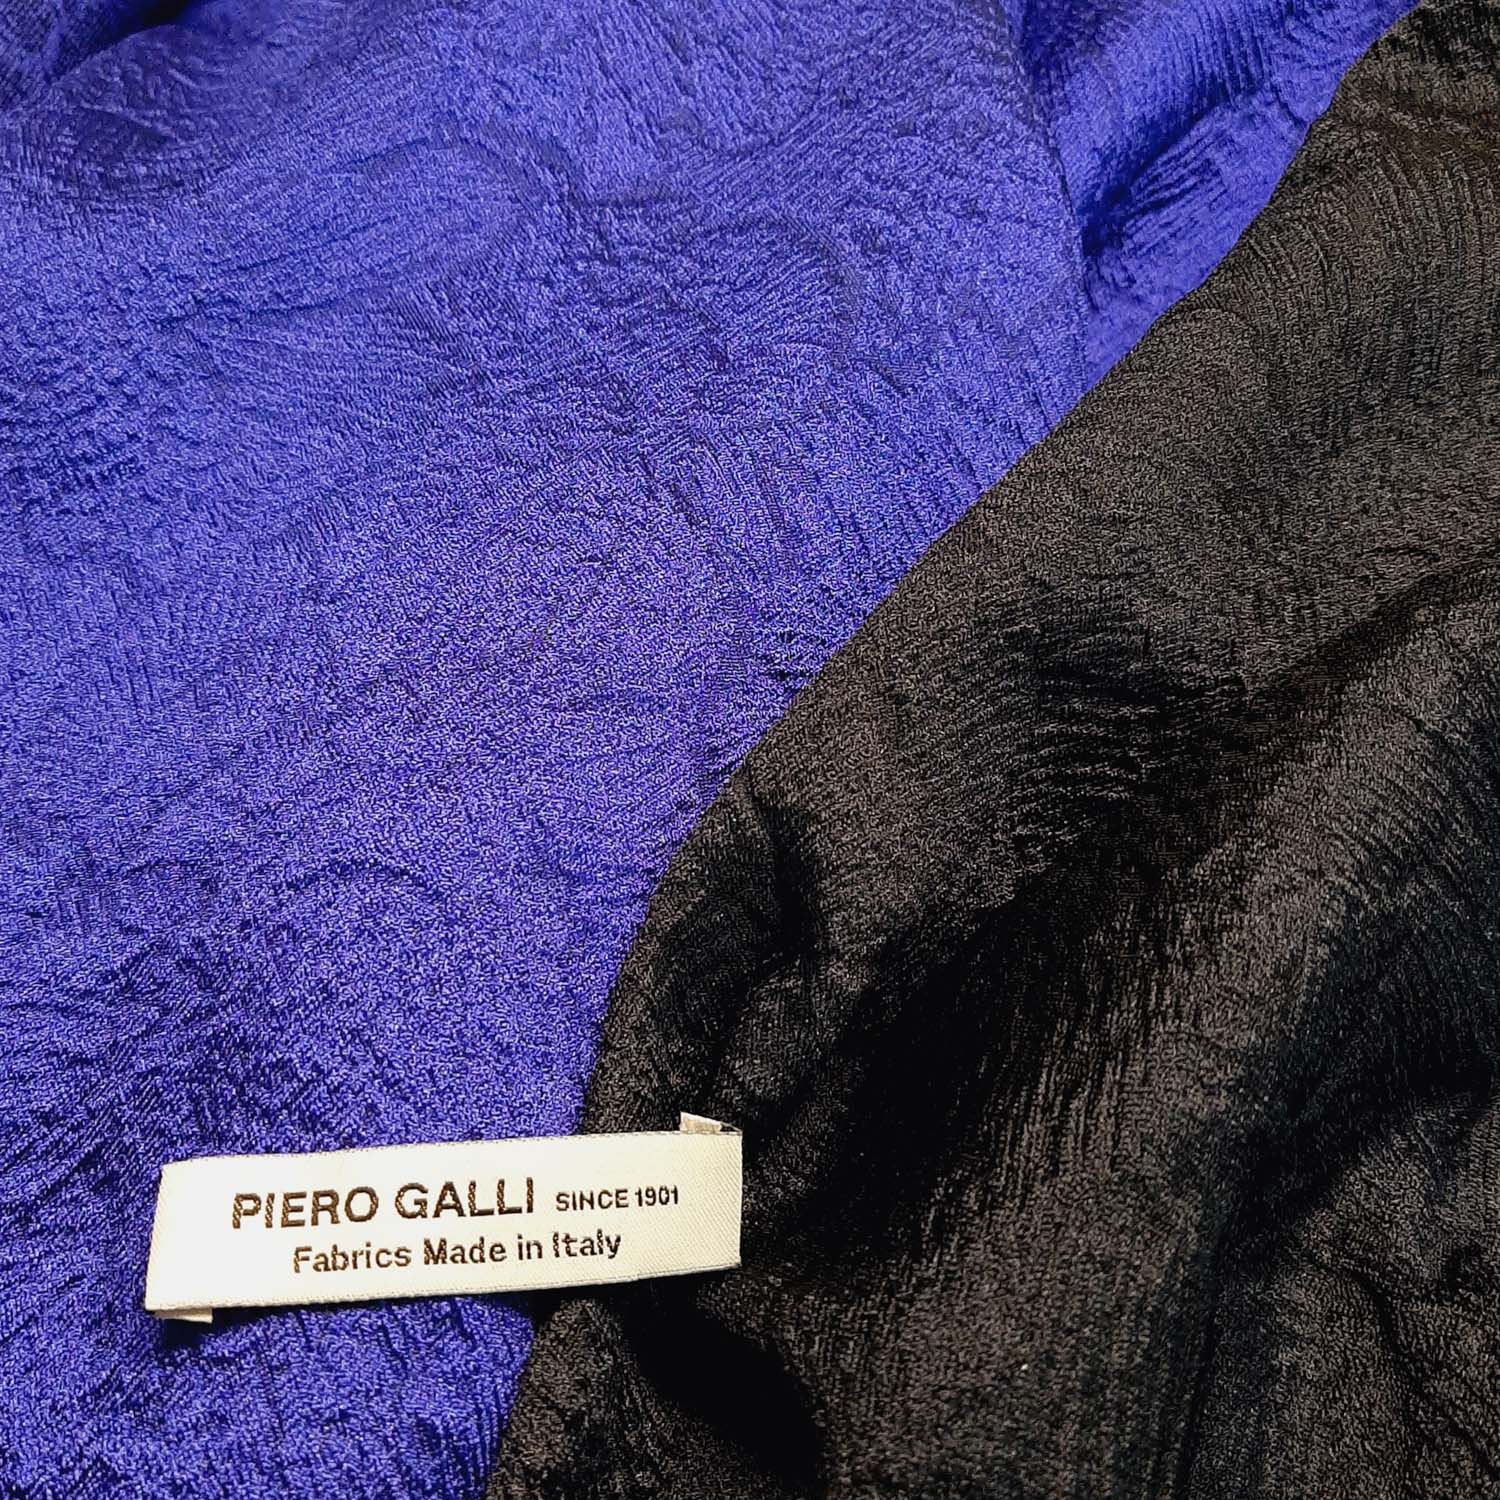 PIERO GALLI SINCE 1901
Fabrics Made in Italy